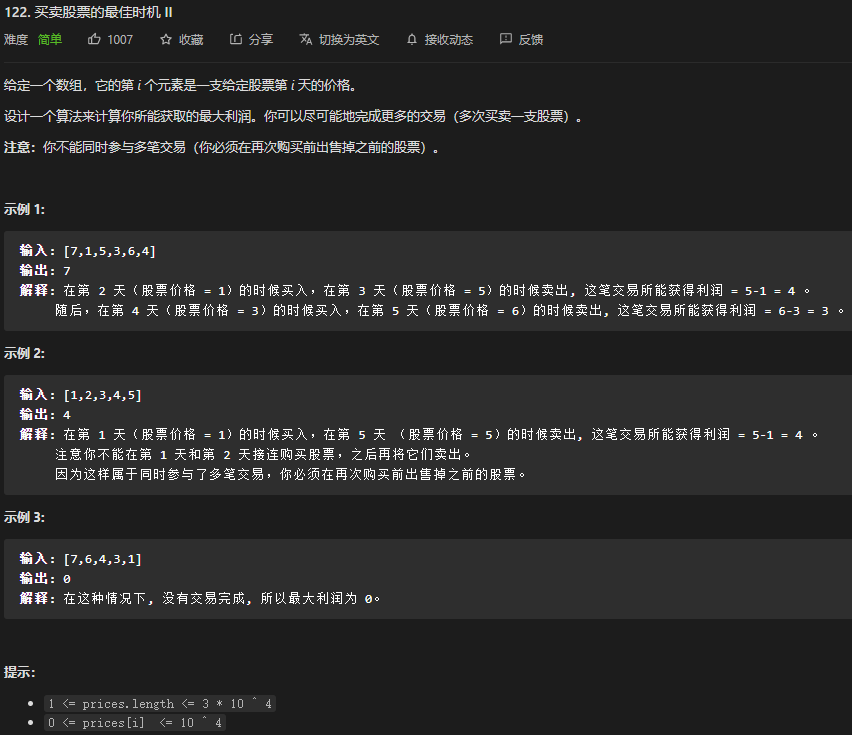 122. 买卖股票的最佳时机 II
难度 简单 1007 收藏 分享 切换为英文 接收动态 反馈
给定一个数组，它的第 i 个元素是一支给定股票第 i 天的价格。
设计一个算法来计算你所能获取的最大利润。你可以尽可能地完成更多的交易（多次买卖一支股票）。
注意：你不能同时参与多笔交易（你必须在再次购买前出售掉之前的股票）。
示例 1:
输入: [7,1,5,3,6,4]
输出: 7
解释: 在第 2 天（股票价格 = 1）的时候买入，在第 3 天（股票价格 = 5）的时候卖出, 这笔交易所能获得利润 = 5-1 = 4 。
随后，在第 4 天（股票价格 = 3）的时候买入，在第 5 天（股票价格 = 6）的时候卖出, 这笔交易所能获得利润 = 6-3 = 3 。
示例 2:
输入: [1,2,3,4,5]
输出: 4
解释: 在第 1 天（股票价格 = 1）的时候买入，在第 5 天 （股票价格 = 5）的时候卖出, 这笔交易所能获得利润 = 5-1 = 4 。
注意你不能在第 1 天和第 2 天接连购买股票，之后再将它们卖出。
因为这样属于同时参与了多笔交易，你必须在再次购买前出售掉之前的股票。
示例 3:
输入: [7,6,4,3,1]
输出: 0
解释: 在这种情况下, 没有交易完成, 所以最大利润为 0。
提示：
1 <= prices.length <= 3 * 10 ^ 4
0 <= prices[i] <= 10 ^ 4